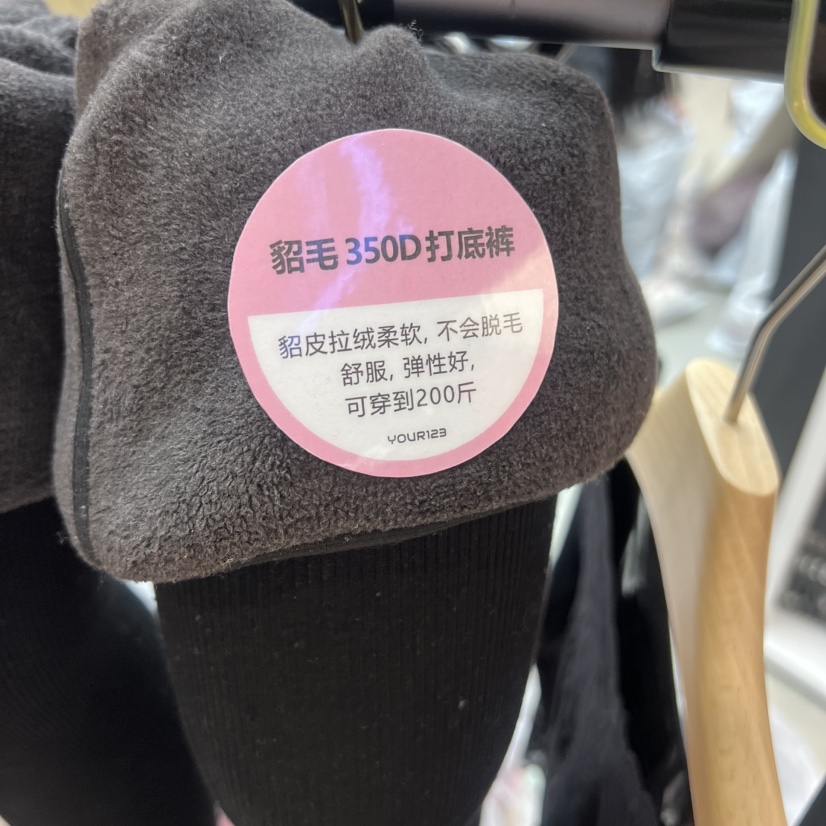 貂毛350D打底裤
貂皮拉绒柔软, 不会脱毛
舒服, 弹性好,
可穿到200斤
YOUR123